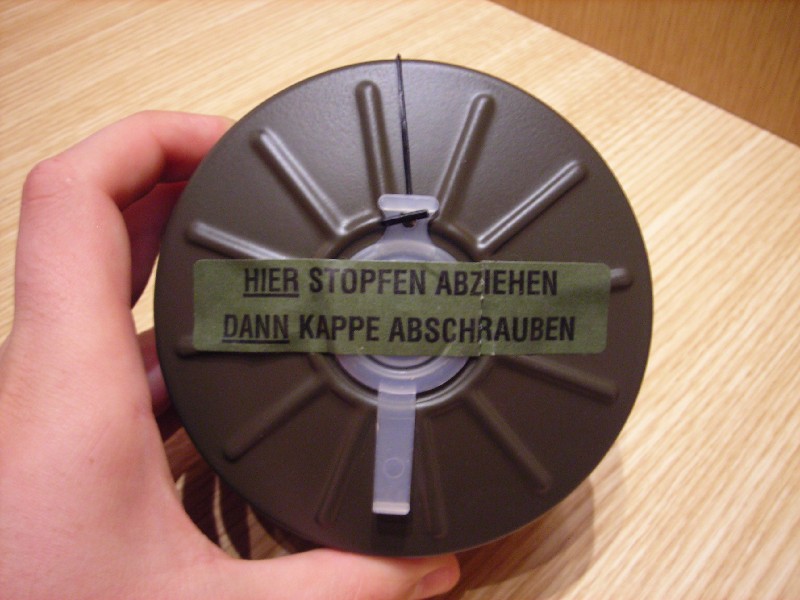 HIER STOPFEN ABZIEHEN
DANN KAPPE ABSCHRAUBEN